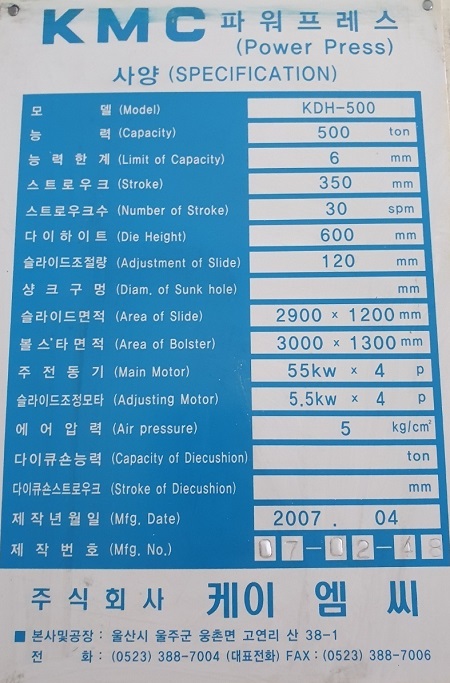 KMC 파워프레스
(Power Press)
사양 (SPECIFICATION)
모 델 (Model) KDH-500
능 력 (Capacity) 500 ton
능력한계 (Limit of Capacity) 6 mm
스트로우크 (Stroke) 350 mm
스트로우크수 (Number of Stroke) 30 spm
다이하이트 (Die Height) 600 mm
슬라이드조절량 (Adjustment of Slide) 120 mm
샹크구멍 (Diam. of Sunk hole) mm
슬라이드면적 (Area of Slide) 2900 × 1200 mm
볼스타면적 (Area of Bolster) 3000 × 1300 mm
주전동기 (Main Motor) 55kw × 4 p
슬라이드조정모타 (Adjusting Motor) 5.5kw × 4 p
에어압력 (Air pressure) 5 kg/cm²
다이큐숀능력 (Capacity of Diecushion) ton
다이큐숀스트로우크 (Stroke of Diecushion) mm
제작년월일 (Mfg. Date) 2007. 04
제작번호 (Mfg. No.) 07-02-48
주식회사 케이엠씨
■ 본사및공장 : 울산시 울주군 웅촌면 고연리 산 38-1
전 화 : (0523) 388-7004 (대표전화) FAX : (0523) 388-7006